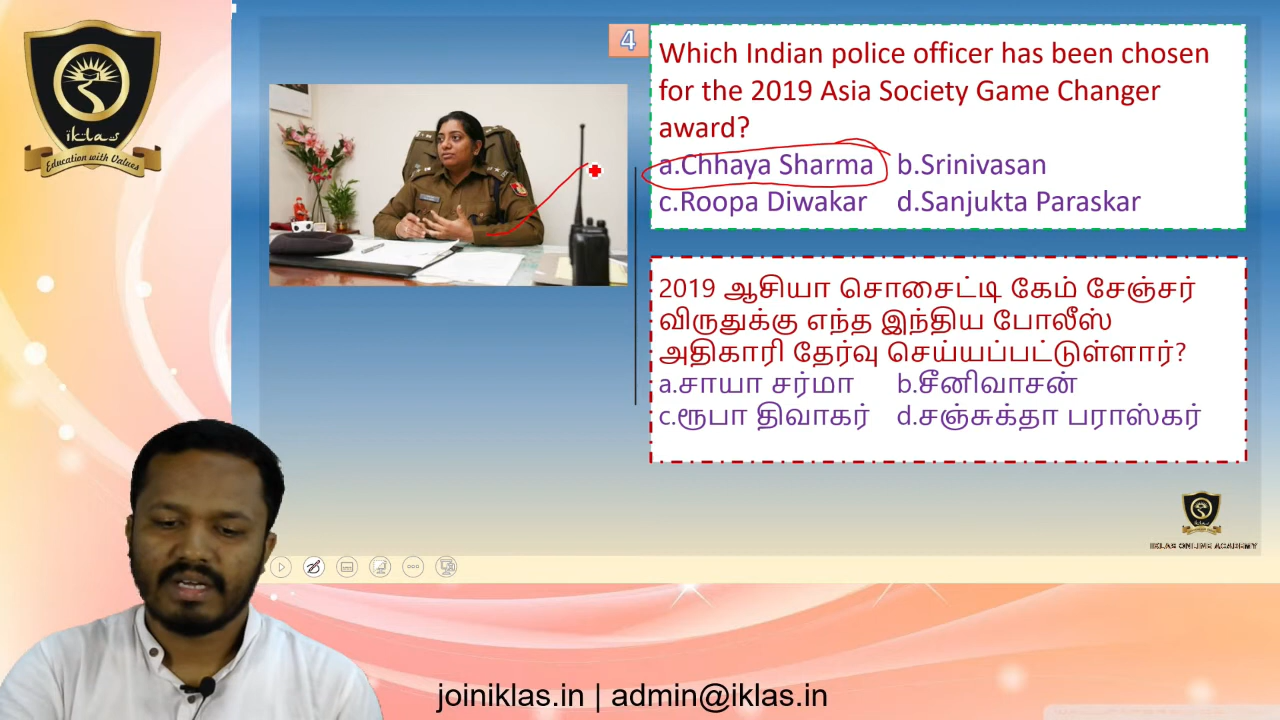 iklas
Education with Values
4
Which Indian police officer has been chosen
for the 2019 Asia Society Game Changer
award?
a.Chhaya Sharma b.Srinivasan
c.Roopa Diwakar d.Sanjukta Paraskar
2019 ஆசியா சொசைட்டி கேம் சேஞ்சர்
விருதுக்கு எந்த இந்திய போலீஸ்
அதிகாரி தேர்வு செய்யப்பட்டுள்ளார்?
a.சாயா சர்மா b.சீனிவாசன்
c.ரூபா திவாகர் d.சஞ்சுக்தா பராஸ்கர்
IKLAS ONLINE ACADEMY
joiniklas.in | admin@iklas.in